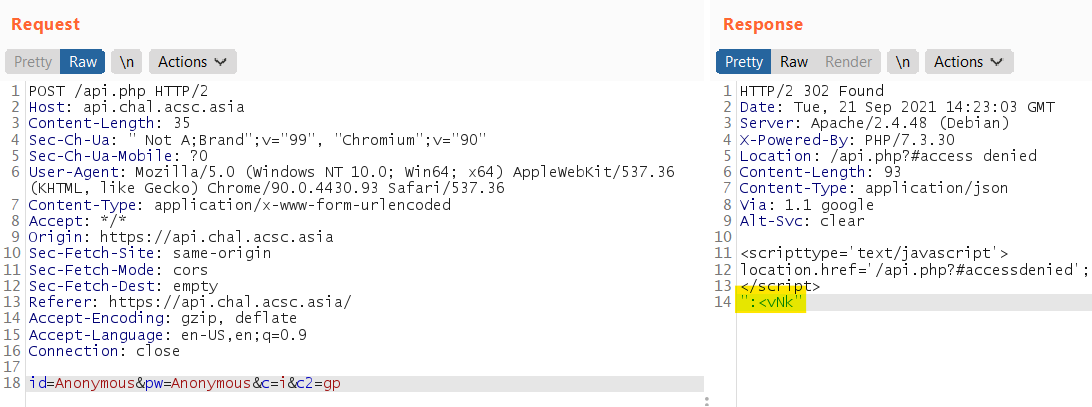 Request
Pretty Raw \n Actions
1 POST /api.php HTTP/2
2 Host: api.chal.acsc.asia
3 Content-Length: 35
4 Sec-Ch-Ua: " Not A;Brand";v="99", "Chromium";v="90"
5 Sec-Ch-Ua-Mobile: ?0
6 User-Agent: Mozilla/5.0 (Windows NT 10.0; Win64; x64) AppleWebKit/537.36
(KHTML, like Gecko) Chrome/90.0.4430.93 Safari/537.36
7 Content-Type: application/x-www-form-urlencoded
8 Accept: */*
9 Origin: https://api.chal.acsc.asia
10 Sec-Fetch-Site: same-origin
11 Sec-Fetch-Mode: cors
12 Sec-Fetch-Dest: empty
13 Referer: https://api.chal.acsc.asia/
14 Accept-Encoding: gzip, deflate
15 Accept-Language: en-US,en;q=0.9
16 Connection: close
17
18 id=Anonymous&pw=Anonymous&c=i&c2=gp
Response
Pretty Raw Render \n Actions
1 HTTP/2 302 Found
2 Date: Tue, 21 Sep 2021 14:23:03 GMT
3 Server: Apache/2.4.48 (Debian)
4 X-Powered-By: PHP/7.3.30
5 Location: /api.php?#access denied
6 Content-Length: 93
7 Content-Type: application/json
8 Via: 1.1 google
9 Alt-Svc: clear
10
11 <scripttype='text/javascript'>
12 location.href='/api.php?#accessdenied';
13 </script>
14 ":<vNk"